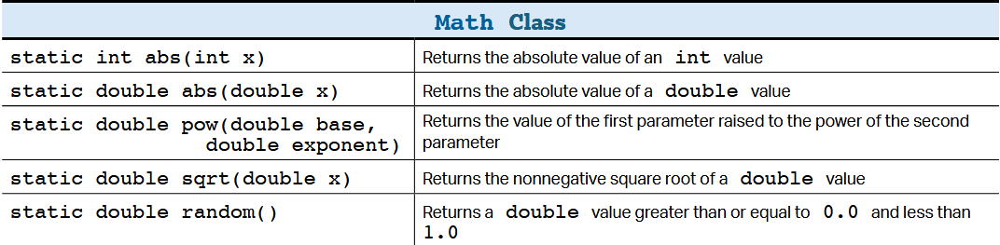 Math Class
static int abs(int x)
Returns the absolute value of an int value
static double abs(double x)
Returns the absolute value of a double value
static double pow(double base,
double exponent)
Returns the value of the first parameter raised to the power of the second
parameter
static double sqrt(double x)
Returns the nonnegative square root of a double value
static double random()
Returns a double value greater than or equal to 0.0 and less than
1.0